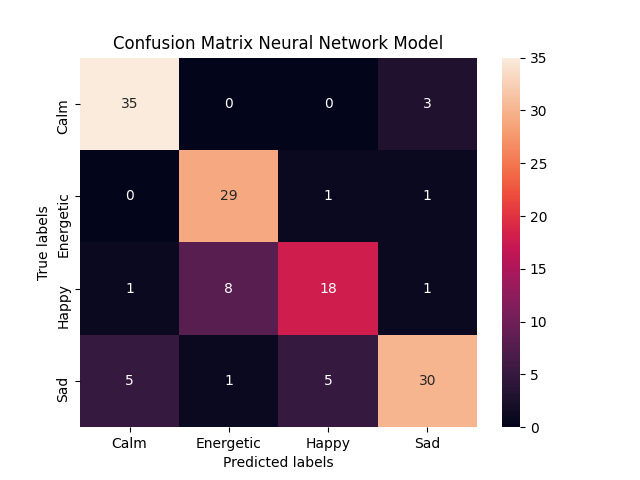 Confusion Matrix Neural Network Model
True labels
Calm 35 0 0 3
Energetic 0 29 1 1
Happy 1 8 18 1
Sad 5 1 5 30
Calm Energetic Happy Sad
Predicted labels
35
30
25
20
15
10
5
0